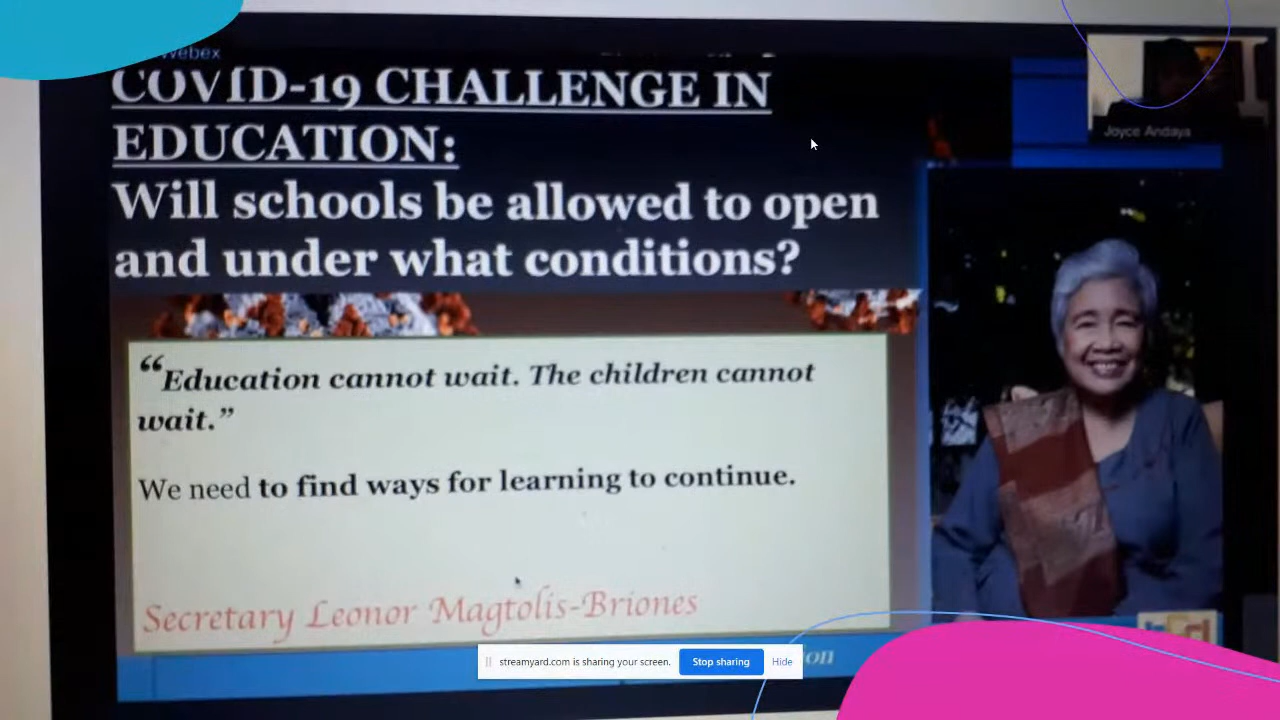 Webex
COVID-19 CHALLENGE IN
EDUCATION:
Will schools be allowed to open
and under what conditions?
Joyce Andaya
“Education cannot wait. The children cannot
wait.”
We need to find ways for learning to continue.
Secretary Leonor Magtolis-Briones
streamyard.com is sharing your screen.
Stop sharing
Hide